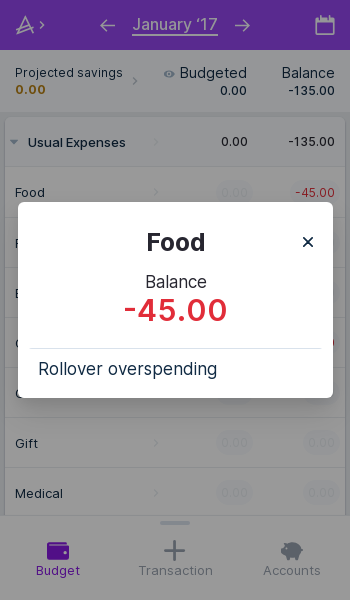 January ‘17
Projected savings
0.00
Budgeted
0.00
Balance
-135.00
Usual Expenses 0.00 -135.00
Food 0.00 -45.00
Food
Balance
-45.00
Rollover overspending
Gift 0.00 0.00
Medical 0.00 0.00
Budget Transaction Accounts